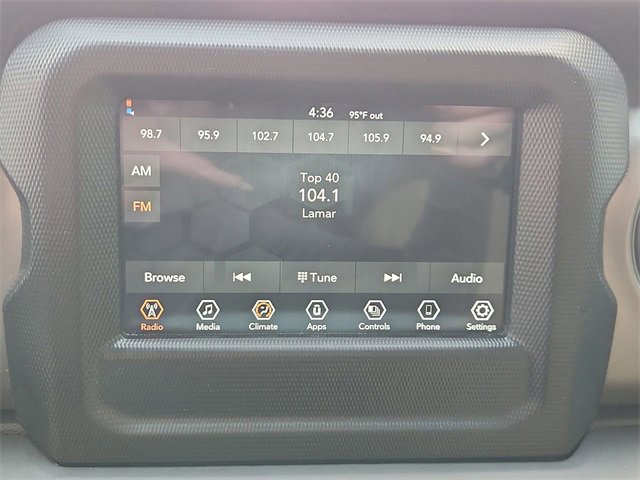 4:36 95°F out
98.7 95.9 102.7 104.7 105.9 94.9
AM
Top 40
FM
104.1
Lamar
Browse Tune Audio
Radio Media Climate Apps Controls Phone Settings